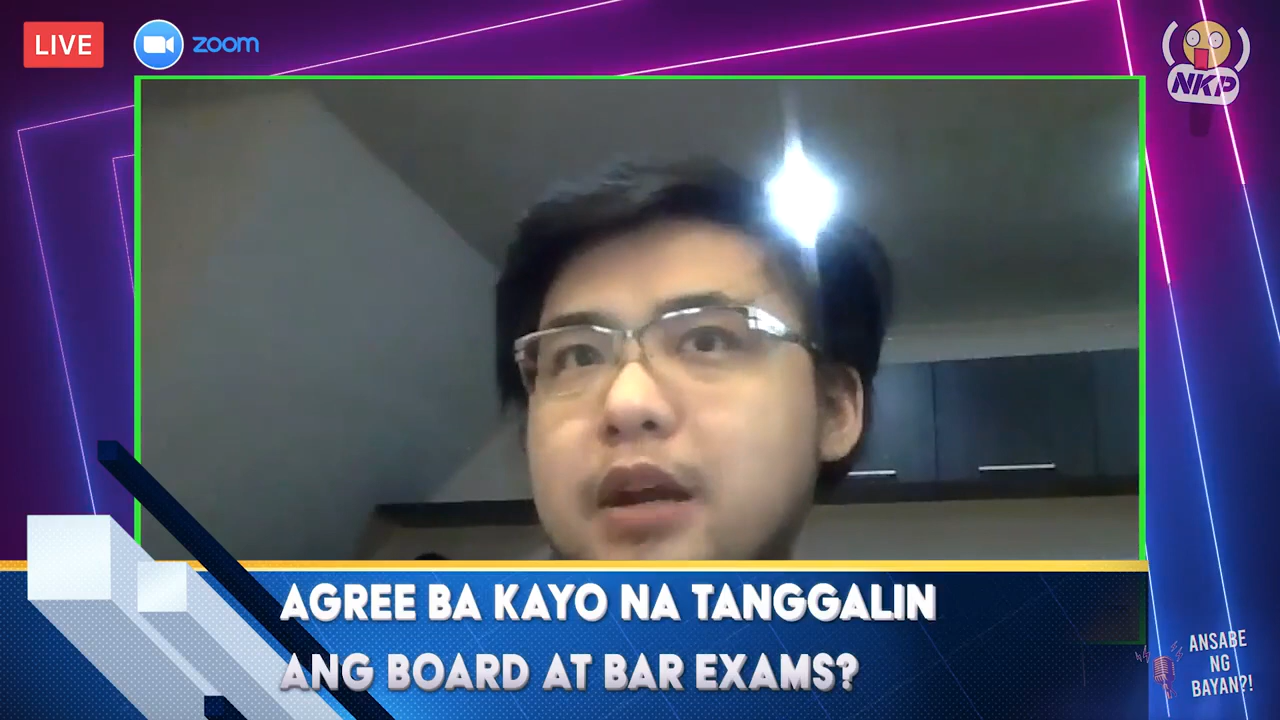 LIVE
zoom
NKP
AGREE BA KAYO NA TANGGALIN
ANG BOARD AT BAR EXAMS?
ANSABE
NG
BAYAN?!